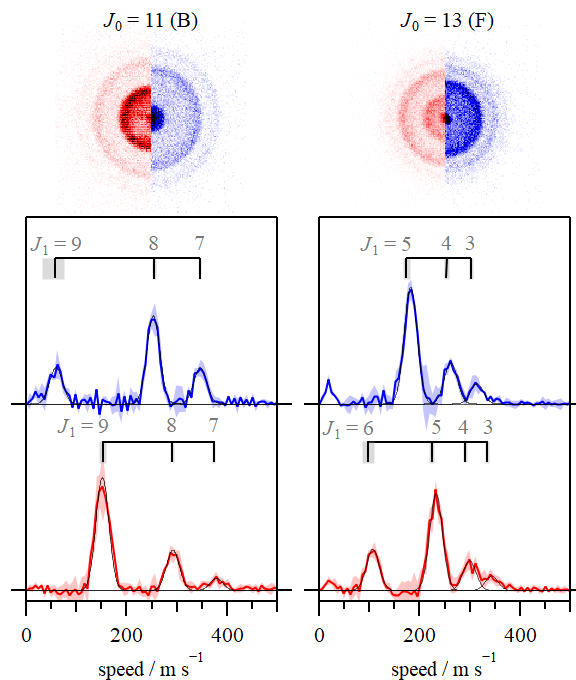 J₀ = 11 (B)
J₀ = 13 (F)
J₁ = 9 8 7
J₁ = 5 4 3
J₁ = 9 8 7
J₁ = 6 5 4 3
0 200 400
0 200 400
speed / m s⁻¹
speed / m s⁻¹